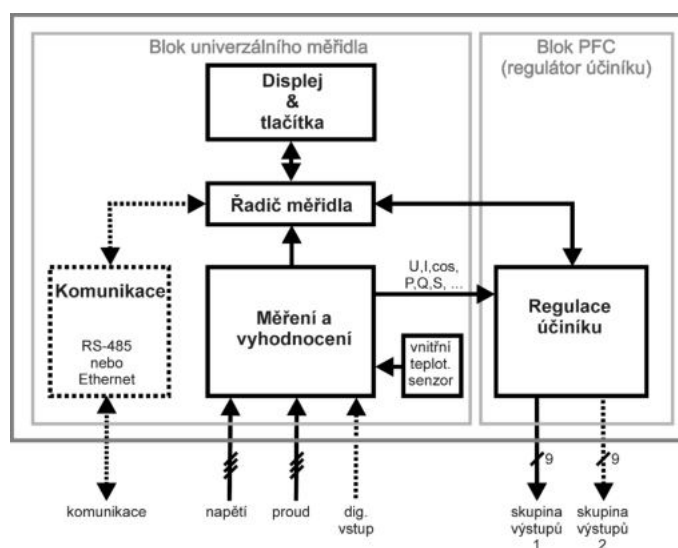 Blok univerzálního měřidla
Blok PFC
(regulátor účiníku)
Displej
&
tlačítka
Řadič měřidla
Komunikace
RS-485
nebo
Ethernet
Měření a
vyhodnocení
U,I,cos,
P,Q,S, ...
vnitřní
teplot.
senzor
Regulace
účiníku
9
9
komunikace
napětí
proud
dig.
vstup
skupina
výstupů
1
skupina
výstupů
2